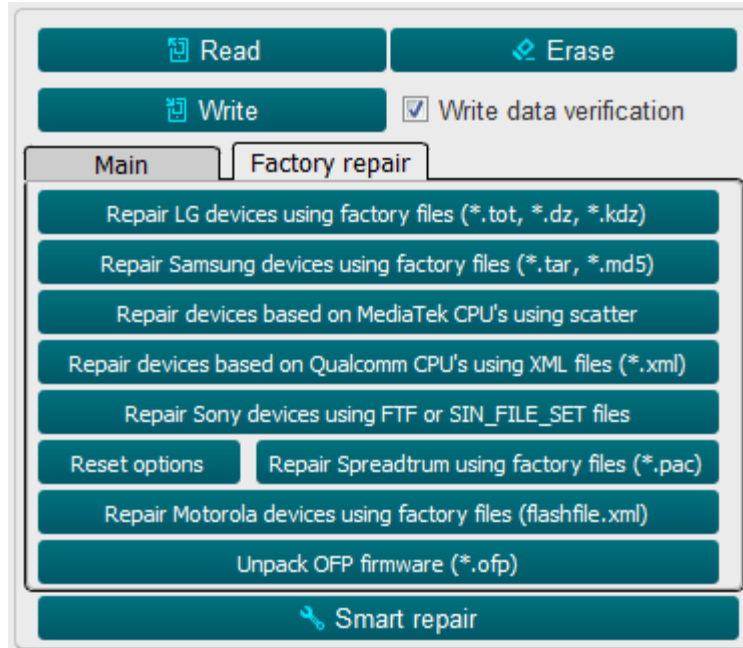 Read
Erase
Write
Write data verification
Main
Factory repair
Repair LG devices using factory files (*.tot, *.dz, *.kdz)
Repair Samsung devices using factory files (*.tar, *.md5)
Repair devices based on MediaTek CPU's using scatter
Repair devices based on Qualcomm CPU's using XML files (*.xml)
Repair Sony devices using FTF or SIN_FILE_SET files
Reset options
Repair Spreadtrum using factory files (*.pac)
Repair Motorola devices using factory files (flashfile.xml)
Unpack OFP firmware (*.ofp)
Smart repair